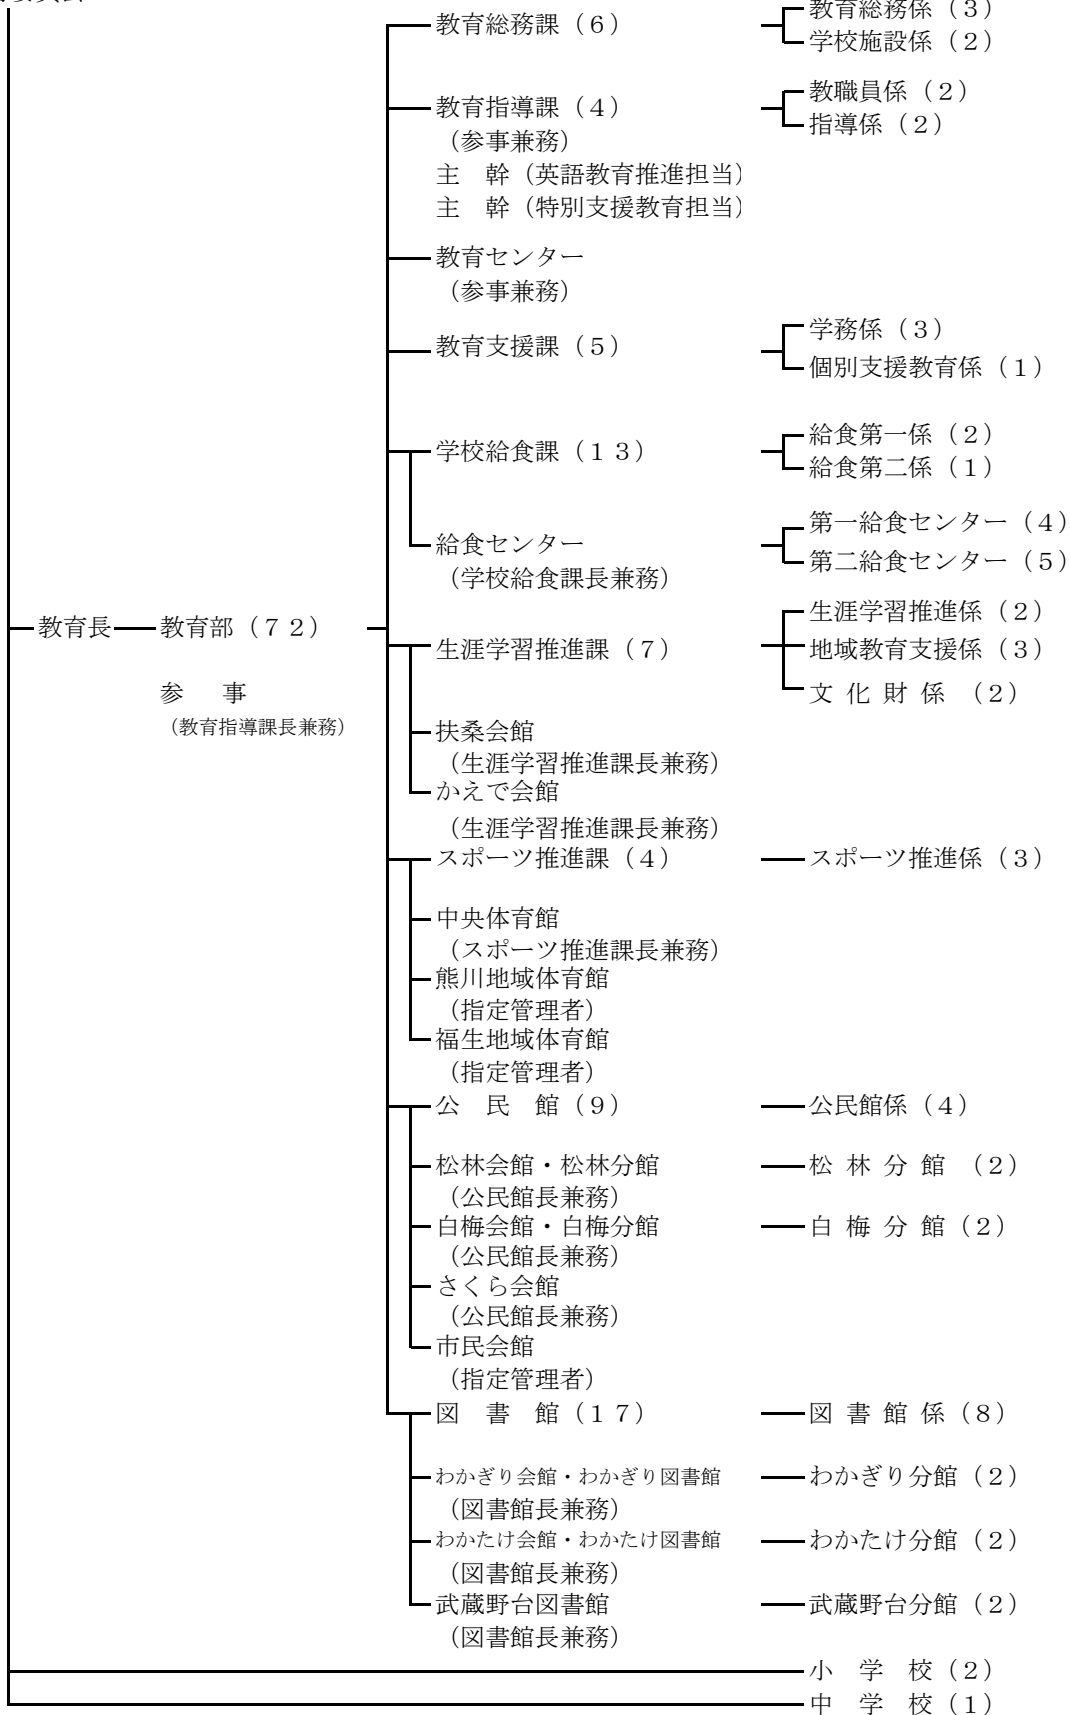 教育総務課（６） 教育総務係（３）
学校施設係（２）
教育指導課（４） 教職員係（２）
（参事兼務） 指導係（２）
主　幹（英語教育推進担当）
主　幹（特別支援教育担当）
教育センター
（参事兼務）
教育支援課（５） 学務係（３）
個別支援教育係（１）
学校給食課（１３） 給食第一係（２）
給食第二係（１）
給食センター 第一給食センター（４）
（学校給食課長兼務） 第二給食センター（５）
教育長 教育部（７２）
参　事
（教育指導課長兼務）
生涯学習推進課（７） 生涯学習推進係（２）
地域教育支援係（３）
文 化 財 係 （２）
扶桑会館
（生涯学習推進課長兼務）
かえで会館
（生涯学習推進課長兼務）
スポーツ推進課（４） スポーツ推進係（３）
中央体育館
（スポーツ推進課長兼務）
熊川地域体育館
（指定管理者）
福生地域体育館
（指定管理者）
公　民　館（９） 公民館係（４）
松林会館・松林分館 松 林 分 館 （２）
（公民館長兼務）
白梅会館・白梅分館 白 梅 分 館（２）
（公民館長兼務）
さくら会館
（公民館長兼務）
市民会館
（指定管理者）
図　書　館（１７） 図 書 館 係（８）
わかぎり会館・わかぎり図書館 わかぎり分館（２）
（図書館長兼務）
わかたけ会館・わかたけ図書館 わかたけ分館（２）
（図書館長兼務）
武蔵野台図書館 武蔵野台分館（２）
（図書館長兼務）
小　学　校（２）
中　学　校（１）